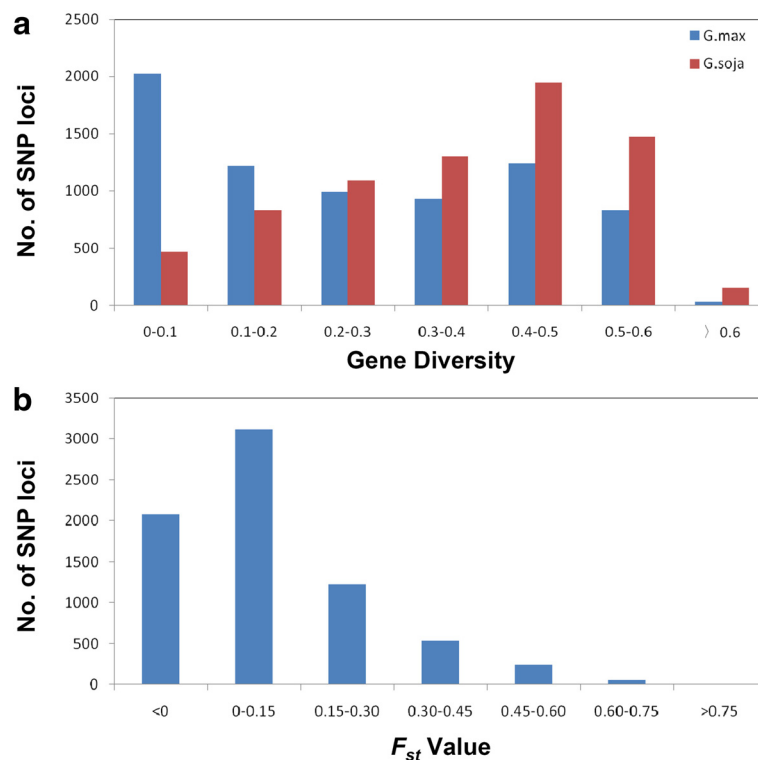 a
2500
2000
1500
1000
500
0
No. of SNP loci
G.max
G.soja
0-0.1 0.1-0.2 0.2-0.3 0.3-0.4 0.4-0.5 0.5-0.6 〉0.6
Gene Diversity
b
3500
3000
2500
2000
1500
1000
500
0
No. of SNP loci
<0 0-0.15 0.15-0.30 0.30-0.45 0.45-0.60 0.60-0.75 >0.75
Fst Value